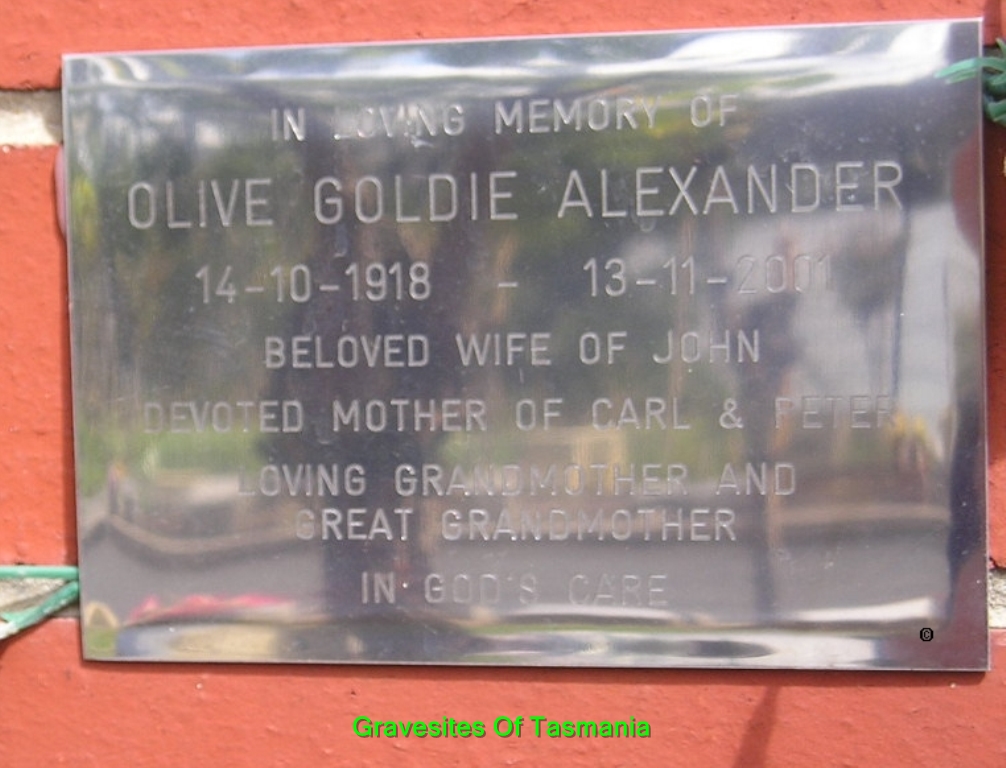 IN LOVING MEMORY OF
OLIVE GOLDIE ALEXANDER
14-10-1918 - 13-11-2001
BELOVED WIFE OF JOHN
DEVOTED MOTHER OF CARL & PETER
LOVING GRANDMOTHER AND
GREAT GRANDMOTHER
IN GOD'S CARE
©
Gravesites Of Tasmania